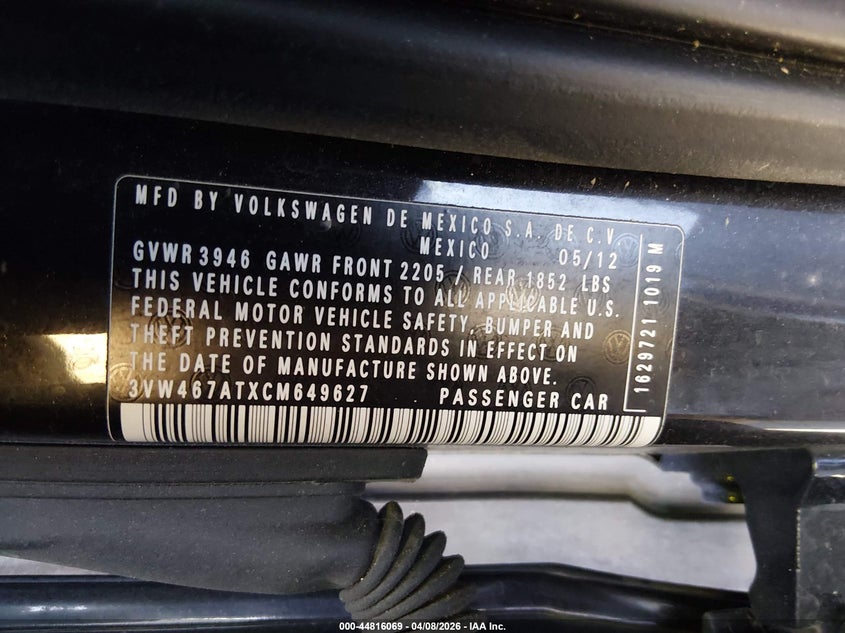 MFD BY VOLKSWAGEN DE MEXICO S.A. DE C.V.
MEXICO 05/12
GVWR 3946 GAWR FRONT 2205 / REAR 1852 LBS
THIS VEHICLE CONFORMS TO ALL APPLICABLE U.S.
FEDERAL MOTOR VEHICLE SAFETY, BUMPER AND
THEFT PREVENTION STANDARDS IN EFFECT ON
THE DATE OF MANUFACTURE SHOWN ABOVE.
3VW467ATXCM649627 PASSENGER CAR
1629721 1019 M
000-44816069 - 04/08/2026 - IAA Inc.